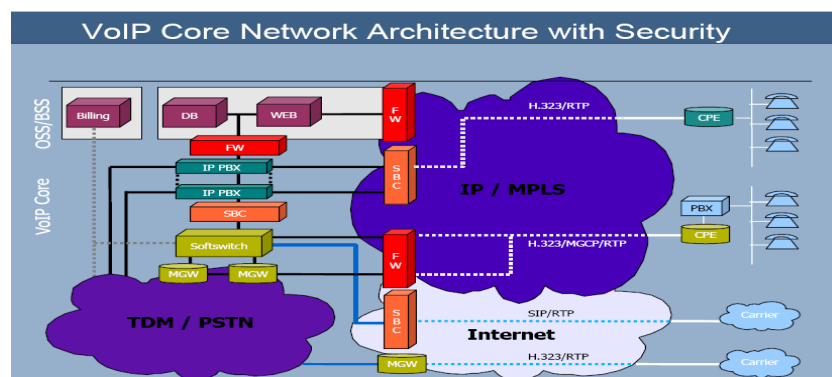 VoIP Core Network Architecture with Security
OSS/BSS
Billing
DB
WEB
FW
FW
H.323/RTP
CPE
VoIP Core
IP PBX
IP PBX
SBC
SBC
IP / MPLS
PBX
CPE
Softswitch
FW
H.323/MGCP/RTP
MGW
MGW
TDM / PSTN
SBC
Internet
SIP/RTP
Carrier
MGW
H.323/RTP
Carrier